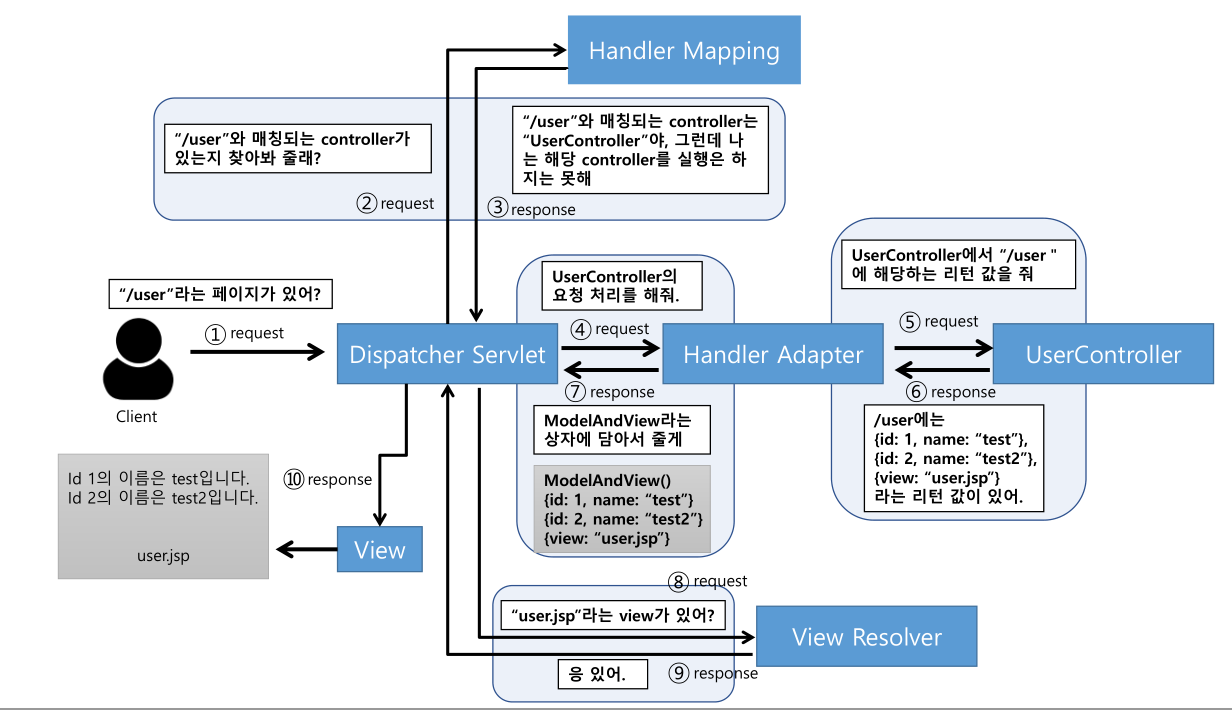 Handler Mapping
“/user”와 매칭되는 controller가
있는지 찾아봐 줄래?
“/user”와 매칭되는 controller는
“UserController”야, 그런데 나
는 해당 controller를 실행은 하
지는 못해
② request
③ response
“/user”라는 페이지가 있어?
① request
Client
Dispatcher Servlet
UserController의
요청 처리를 해줘.
④ request
⑦ response
Handler Adapter
UserController에서 “/user "
에 해당하는 리턴 값을 줘
⑤ request
⑥ response
UserController
ModelAndView라는
상자에 담아서 줄게
ModelAndView()
{id: 1, name: “test”}
{id: 2, name: “test2”}
{view: “user.jsp”}
/user에는
{id: 1, name: “test”},
{id: 2, name: “test2”},
{view: “user.jsp”}
라는 리턴 값이 있어.
⑩ response
Id 1의 이름은 test입니다.
Id 2의 이름은 test2입니다.
user.jsp
View
⑧ request
“user.jsp”라는 view가 있어?
View Resolver
응 있어.
⑨ response